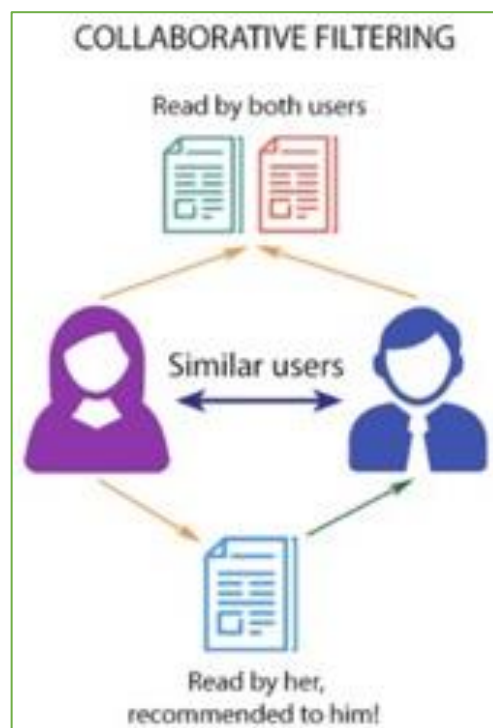 COLLABORATIVE FILTERING
Read by both users
Similar users
Read by her,
recommended to him!